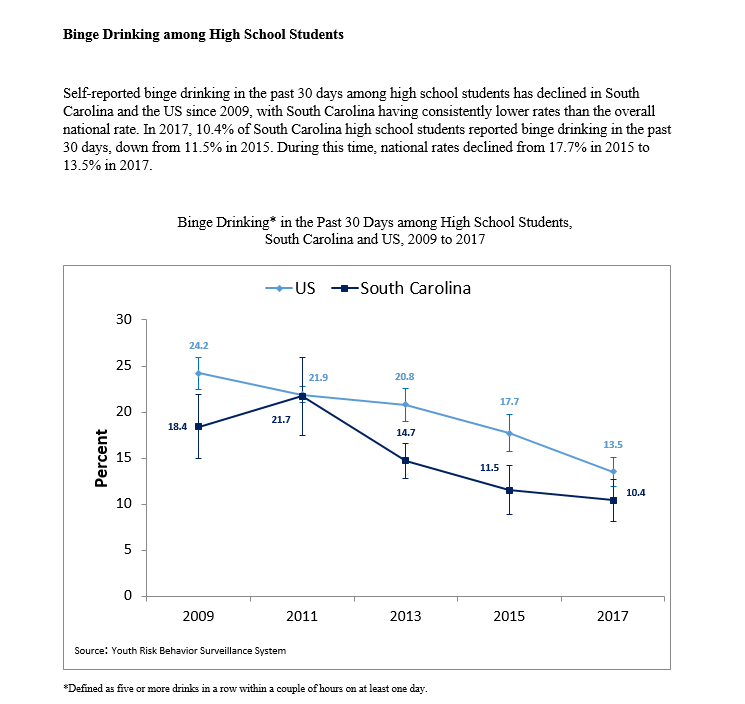 Binge Drinking among High School Students
Self-reported binge drinking in the past 30 days among high school students has declined in South
Carolina and the US since 2009, with South Carolina having consistently lower rates than the overall
national rate. In 2017, 10.4% of South Carolina high school students reported binge drinking in the past
30 days, down from 11.5% in 2015. During this time, national rates declined from 17.7% in 2015 to
13.5% in 2017.
Binge Drinking* in the Past 30 Days among High School Students,
South Carolina and US, 2009 to 2017
US South Carolina
30
25
20
15
10
5
0
Percent
24.2
21.9
20.8
17.7
13.5
18.4
21.7
14.7
11.5
10.4
2009 2011 2013 2015 2017
Source: Youth Risk Behavior Surveillance System
*Defined as five or more drinks in a row within a couple of hours on at least one day.